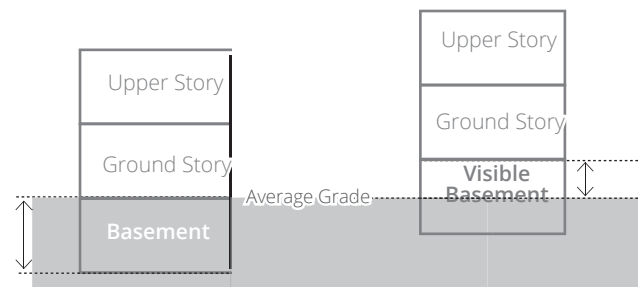 Upper Story
Ground Story
Basement
Average Grade
Upper Story
Ground Story
Visible
Basement